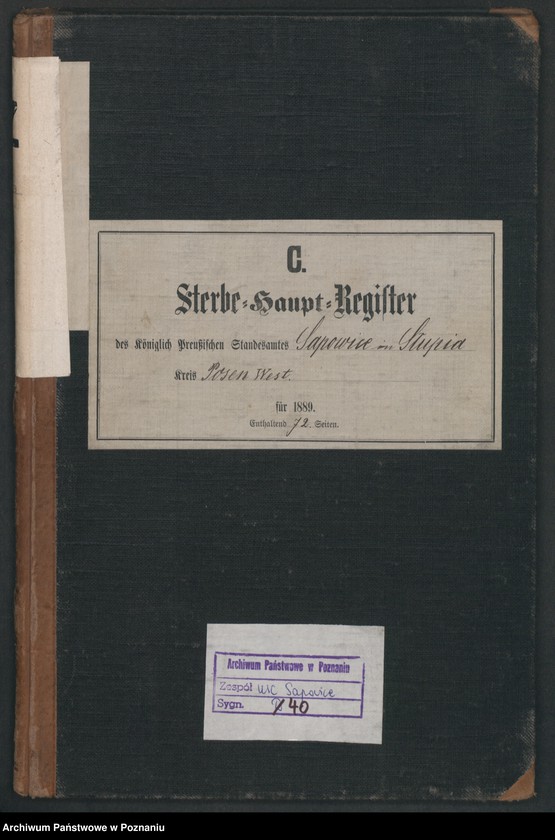 C.
Sterbe-Haupt-Register
des Königlich Preußischen Standesamtes Sapowice in Stupia
Kreis Posen West.
für 1889.
Enthaltend 72. Seiten.
Archiwum Państwowe w Poznaniu
Zespół USC Sapowice
Sygn. 40
Archiwum Państwowe w Poznaniu